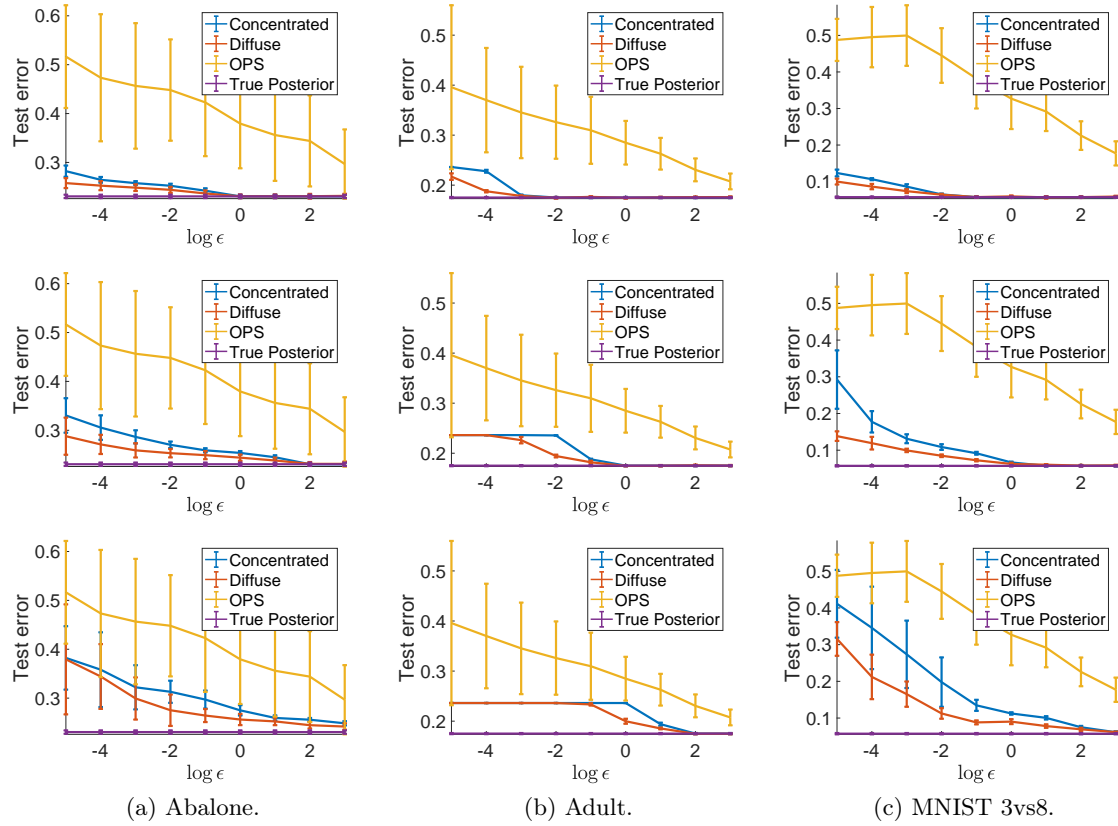 0.6
0.5
0.4
0.3
Test error
Concentrated
Diffuse
OPS
True Posterior
-4
-2
0
2
log ϵ
0.5
0.4
0.3
0.2
Test error
Concentrated
Diffuse
OPS
True Posterior
-4
-2
0
2
log ϵ
0.5
0.4
0.3
0.2
0.1
Test error
Concentrated
Diffuse
OPS
True Posterior
-4
-2
0
2
log ϵ
0.6
0.5
0.4
0.3
Test error
Concentrated
Diffuse
OPS
True Posterior
-4
-2
0
2
log ϵ
0.5
0.4
0.3
0.2
Test error
Concentrated
Diffuse
OPS
True Posterior
-4
-2
0
2
log ϵ
0.5
0.4
0.3
0.2
0.1
Test error
Concentrated
Diffuse
OPS
True Posterior
-4
-2
0
2
log ϵ
0.6
0.5
0.4
0.3
Test error
Concentrated
Diffuse
OPS
True Posterior
-4
-2
0
2
log ϵ
0.5
0.4
0.3
0.2
Test error
Concentrated
Diffuse
OPS
True Posterior
-4
-2
0
2
log ϵ
0.5
0.4
0.3
0.2
0.1
Test error
Concentrated
Diffuse
OPS
True Posterior
-4
-2
0
2
log ϵ
(a) Abalone.
(b) Adult.
(c) MNIST 3vs8.